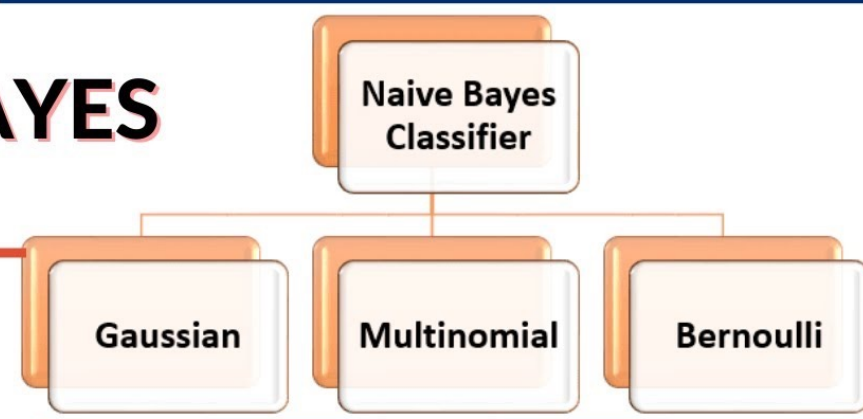 AYES
Naive Bayes
Classifier
Gaussian
Multinomial
Bernoulli